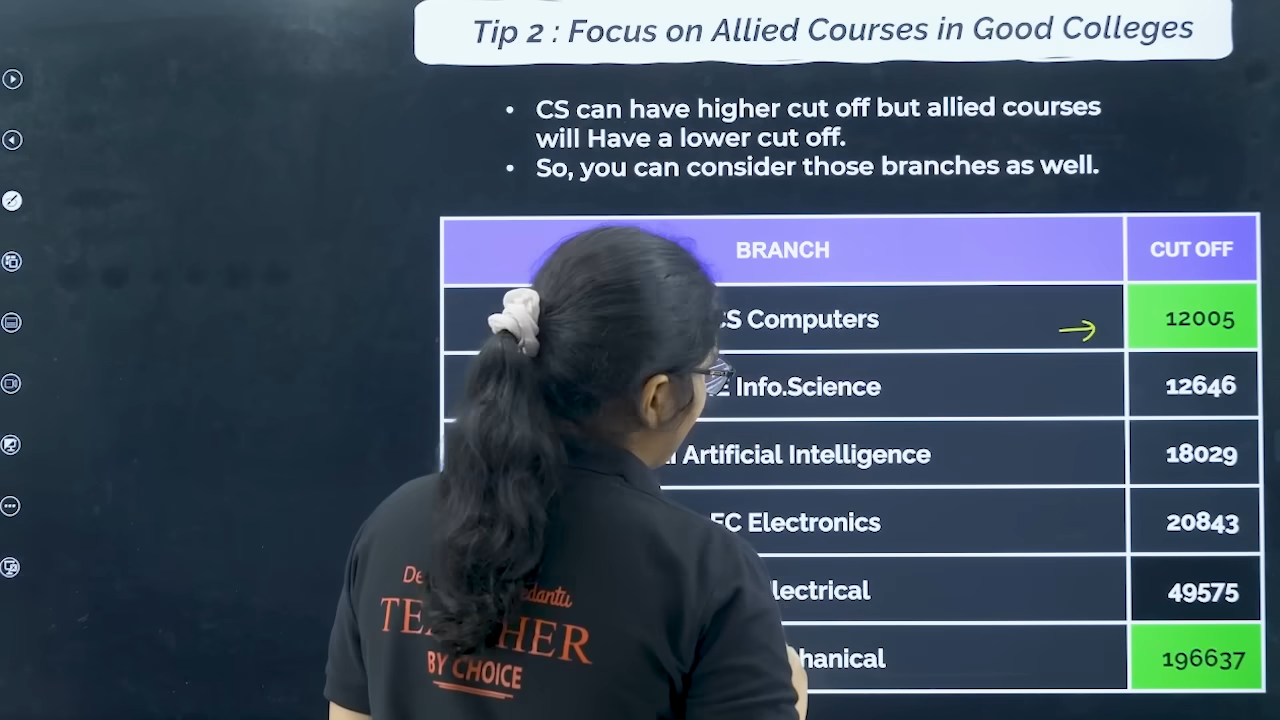 Tip 2 : Focus on Allied Courses in Good Colleges
• CS can have higher cut off but allied courses
will Have a lower cut off.
• So, you can consider those branches as well.
BRANCH CUT OFF
CS Computers 12005
Info.Science 12646
Artificial Intelligence 18029
EC Electronics 20843
lectrical 49575
hanical 196637
BY CHOICE